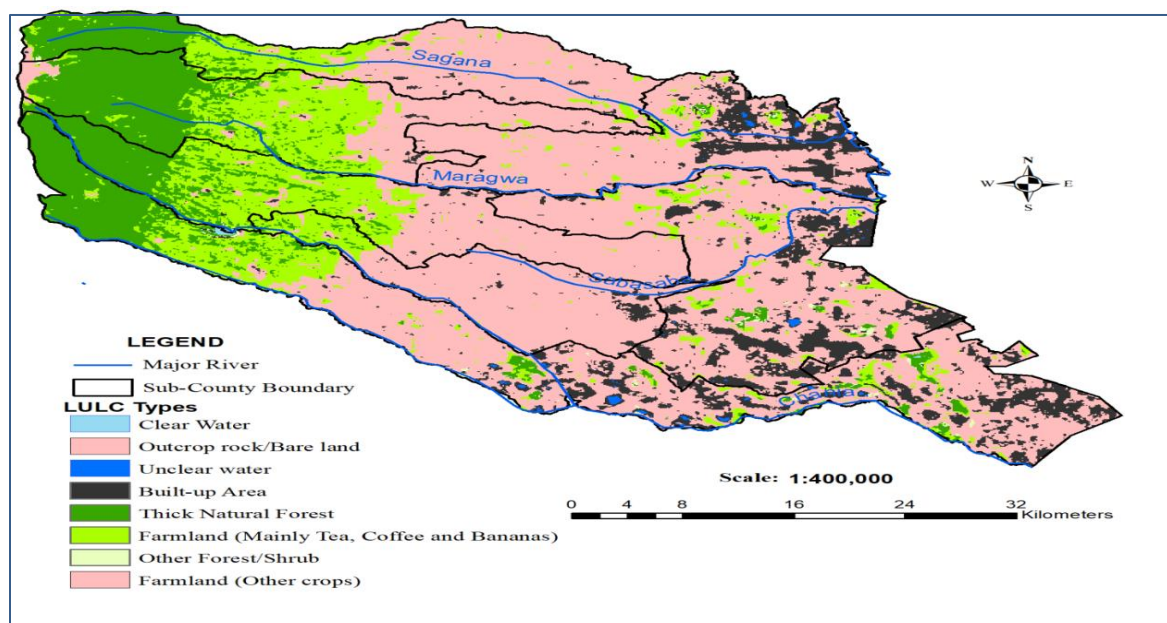 Sagana
N
W E
S
Maragwa
Sabasaba
LEGEND
Major River
Sub-County Boundary
LULC Types
Clear Water
Outcrop rock/Bare land
Unclear water
Built-up Area
Thick Natural Forest
Farmland (Mainly Tea, Coffee and Bananas)
Other Forest/Shrub
Farmland (Other crops)
Scale: 1:400,000
0 4 8 16 24 32
Kilometers